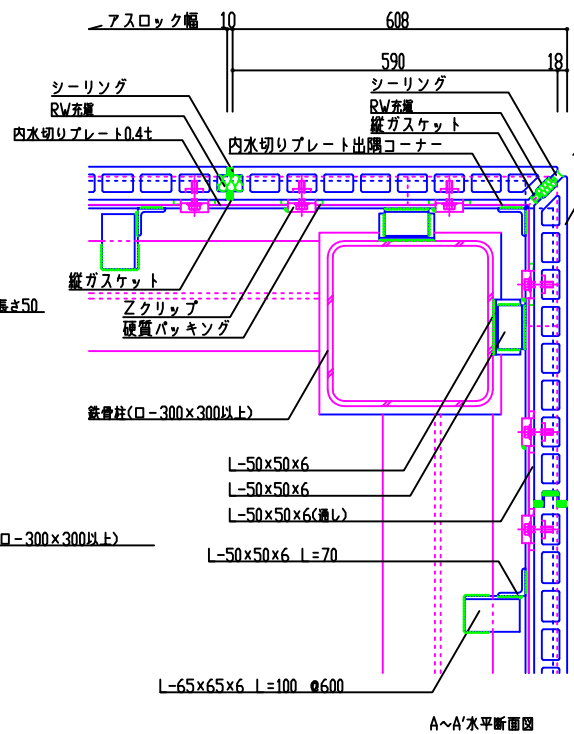 アスロック幅 10 608
590 18
シーリング
RW充塡
内水切りプレート0.4t
シーリング
RW充塡
縦ガスケット
内水切りプレート出隅コーナー
縦ガスケット
長さ50
Zクリップ
硬質パッキング
鉄骨柱(ロ-300×300以上)
L-50×50×6
L-50×50×6
L-50×50×6(通し)
ロ-300×300以上)
L-50×50×6 L=70
L-65×65×6 L=100 @600
A~A'水平断面図